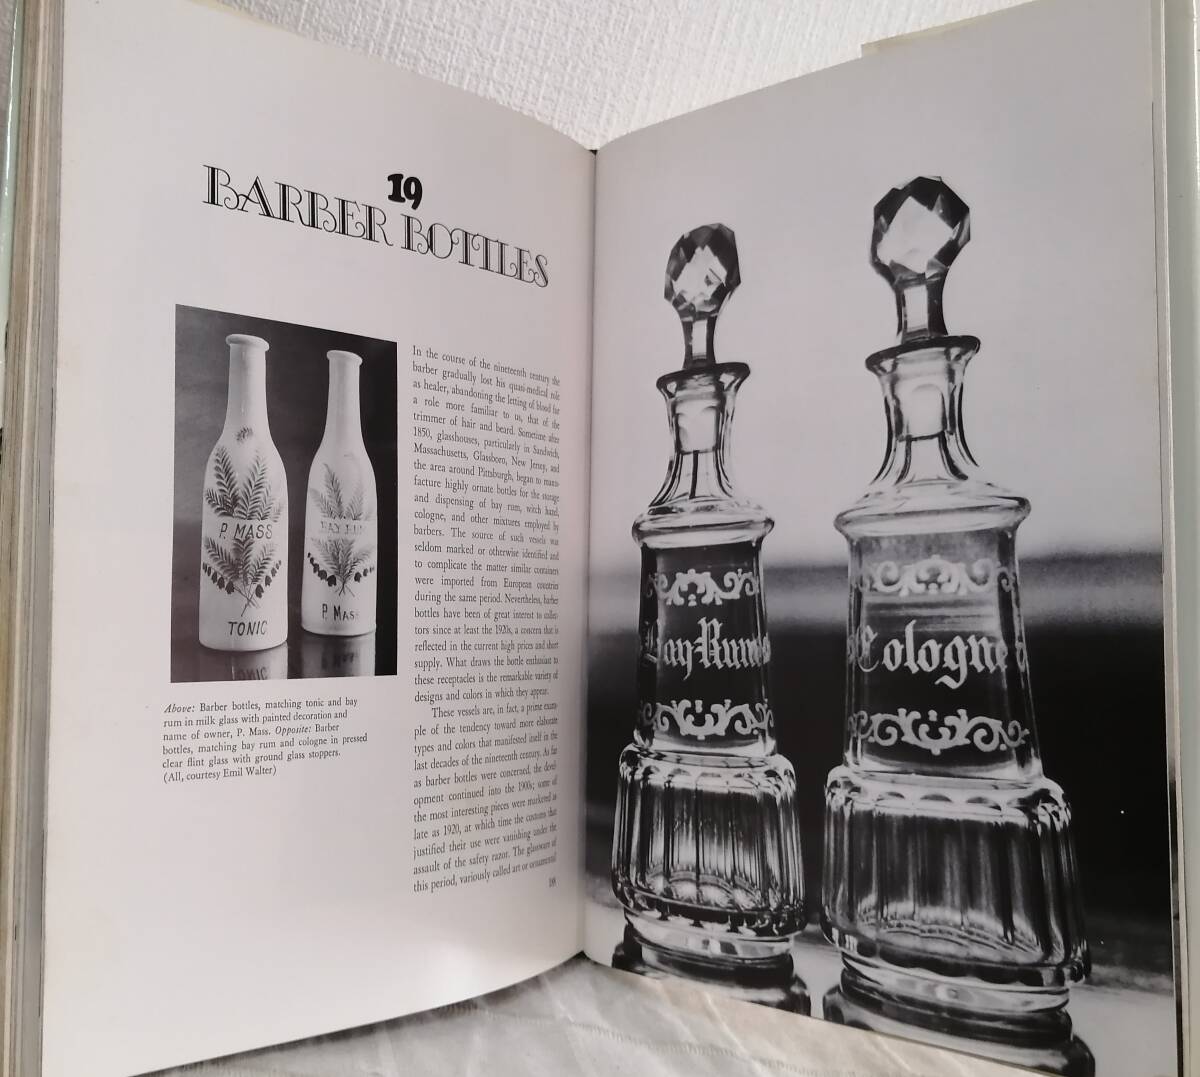 19
BARBER BOTTLES
P. MASS
TONIC
BAY RUM
P. MASS
Above: Barber bottles, matching tonic and bay
rum in milk glass with painted decoration and
name of owner, P. Mass. Opposite: Barber
bottles, matching bay rum and cologne in pressed
clear flint glass with ground glass stoppers.
(All, courtesy Emil Walter)
In the course of the nineteenth century the
barber gradually lost his quasi-medical role
as healer, abandoning the letting of blood for
a role more familiar to us, that of the
trimmer of hair and beard. Sometime after
1850, glasshouses, particularly in Sandwich,
Massachusetts, Glassboro, New Jersey, and
the area around Pittsburgh, began to manu-
facture highly ornate bottles for the storage
and dispensing of bay rum, witch hazel,
cologne, and other mixtures employed by
barbers. The source of such vessels was
seldom marked or otherwise identified and
to complicate the matter similar containers
were imported from European countries
during the same period. Nevertheless, barber
bottles have been of great interest to collec-
tors since at least the 1920s, a concern that is
reflected in the current high prices and short
supply. What draws the bottle enthusiast to
these receptacles is the remarkable variety of
designs and colors in which they appear.
These vessels are, in fact, a prime exam-
ple of the tendency toward more elaborate
types and colors that manifested itself in the
last decades of the nineteenth century. As far
as barber bottles were concerned, the devel-
opment continued into the 1900s; some of
the most interesting pieces were marketed as
late as 1920, at which time the customs that
justified their use were vanishing under the
assault of the safety razor. The glassware of
this period, variously called art or ornamental
Bay-Rum
Cologne